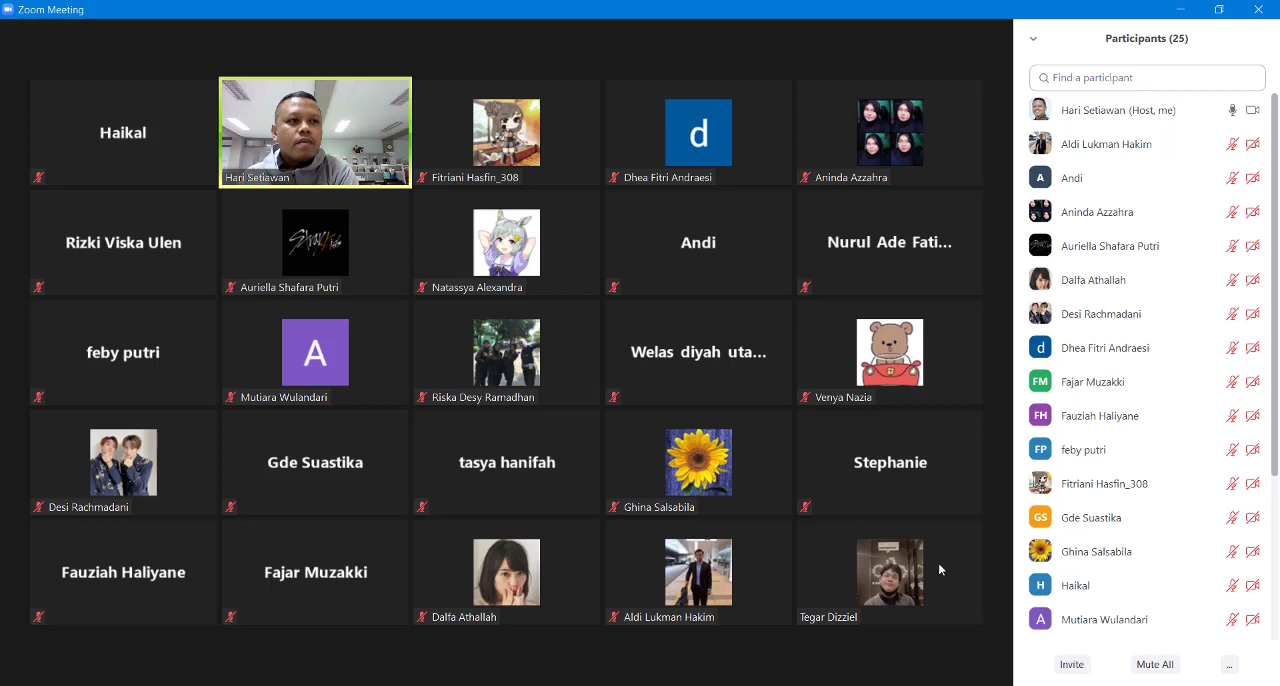 Zoom Meeting
Haikal
Hari Setiawan
Fitriani Hasfin_308
d
Dhea Fitri Andraesi
Aninda Azzahra
Rizki Viska Ulen
Stray Kids
Auriella Shafara Putri
Natassya Alexandra
Andi
Nurul Ade Fati...
feby putri
A
Mutiara Wulandari
Riska Desy Ramadhan
Welas diyah uta...
Venya Nazia
Desi Rachmadani
Gde Suastika
tasya hanifah
Ghina Salsabila
Stephanie
Fauziah Haliyane
Fajar Muzakki
Dalfa Athallah
Aldi Lukman Hakim
Tegar Dizziel
Participants (25)
Find a participant
Hari Setiawan (Host, me)
Aldi Lukman Hakim
A Andi
Aninda Azzahra
Auriella Shafara Putri
Dalfa Athallah
Desi Rachmadani
d Dhea Fitri Andraesi
FM Fajar Muzakki
FH Fauziah Haliyane
FP feby putri
Fitriani Hasfin_308
GS Gde Suastika
Ghina Salsabila
H Haikal
A Mutiara Wulandari
Invite Mute All ...